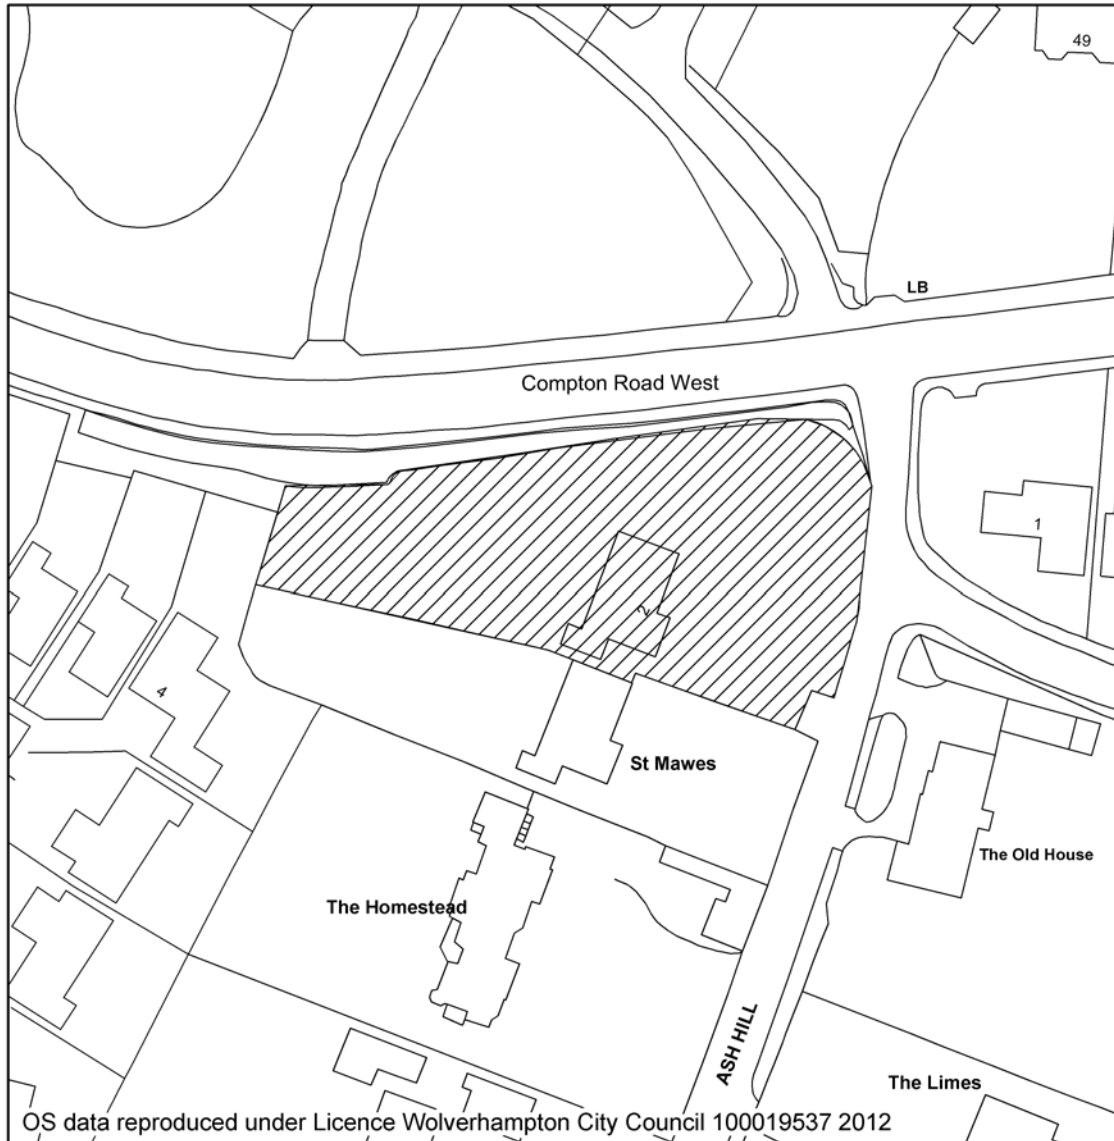 49
LB
Compton Road West
1
2
4
St Mawes
The Old House
The Homestead
ASH HILL
The Limes
OS data reproduced under Licence Wolverhampton City Council 100019537 2012